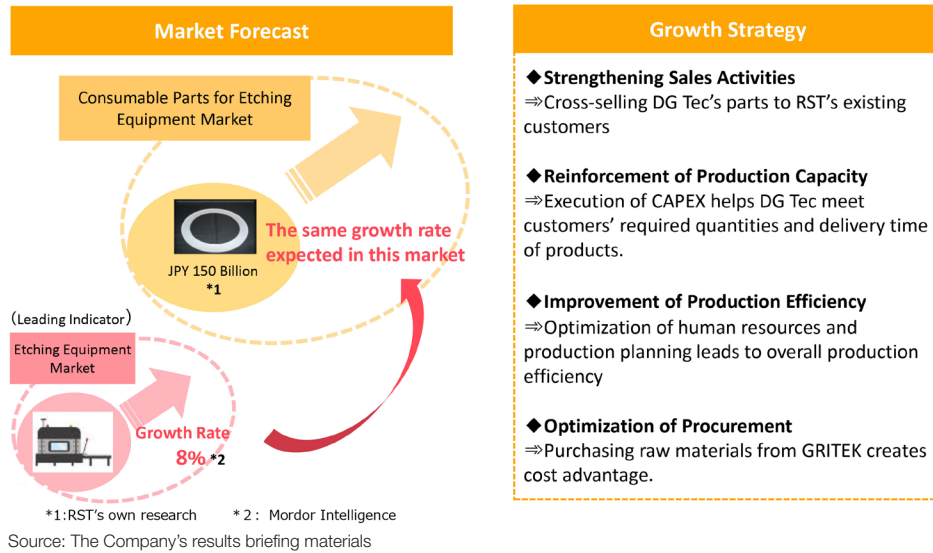 Market Forecast
Consumable Parts for Etching
Equipment Market
The same growth rate
expected in this market
JPY 150 Billion
*1
（Leading Indicator）
Etching Equipment
Market
Growth Rate
8% *2
*1:RST's own research
*2: Mordor Intelligence
Growth Strategy
◆Strengthening Sales Activities
⇒Cross-selling DG Tec's parts to RST's existing
customers
◆Reinforcement of Production Capacity
⇒Execution of CAPEX helps DG Tec meet
customers' required quantities and delivery time
of products.
◆Improvement of Production Efficiency
⇒Optimization of human resources and
production planning leads to overall production
efficiency
◆Optimization of Procurement
⇒Purchasing raw materials from GRITEK creates
cost advantage.
Source: The Company's results briefing materials